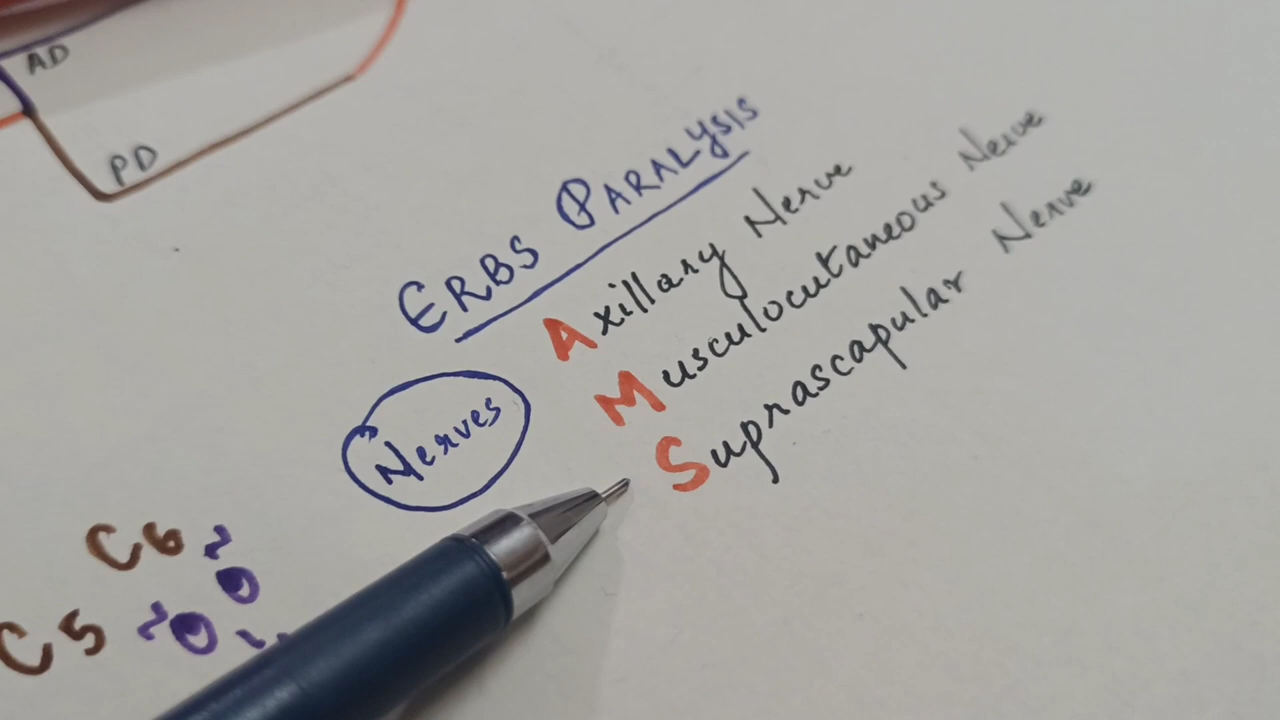 AD
PD
ERBS PARALYSIS
Axillary Nerve
Musculocutaneous Nerve
Suprascapular Nerve
Nerves
C6
C5